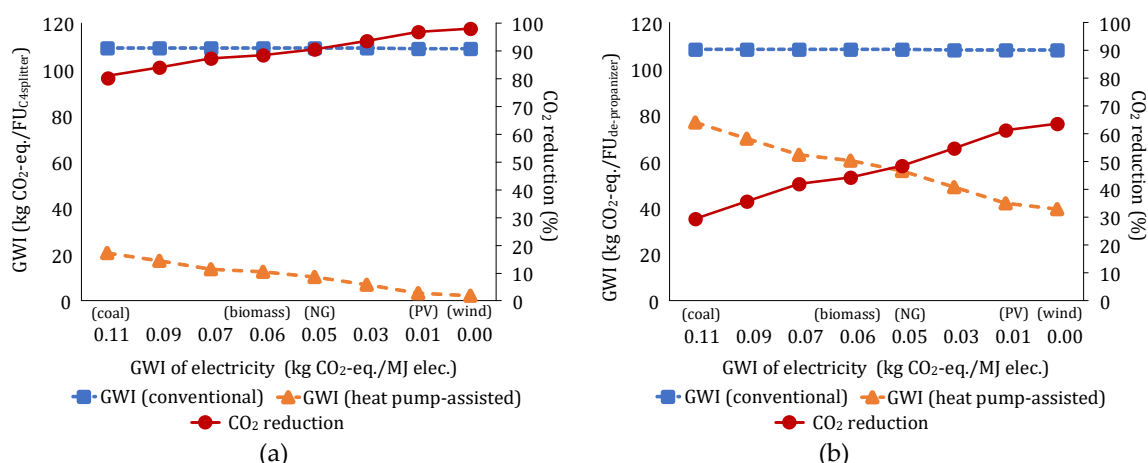 120
100
80
60
40
20
0
GWI (kg CO2-eq./FUC4splitter)
100
90
80
70
60
50
40
30
20
10
0
CO2 reduction (%)
(coal) (biomass) (NG) (PV) (wind)
0.11 0.09 0.07 0.06 0.05 0.03 0.01 0.00
GWI of electricity (kg CO2-eq./MJ elec.)
GWI (conventional) GWI (heat pump-assisted)
CO2 reduction
(a)
120
100
80
60
40
20
0
GWI (kg CO2-eq./FUde-propanizer)
100
90
80
70
60
50
40
30
20
10
0
CO2 reduction (%)
(coal) (biomass) (NG) (PV) (wind)
0.11 0.09 0.07 0.06 0.05 0.03 0.01 0.00
GWI of electricity (kg CO2-eq./MJ elec.)
GWI (conventional) GWI (heat pump-assisted)
CO2 reduction
(b)